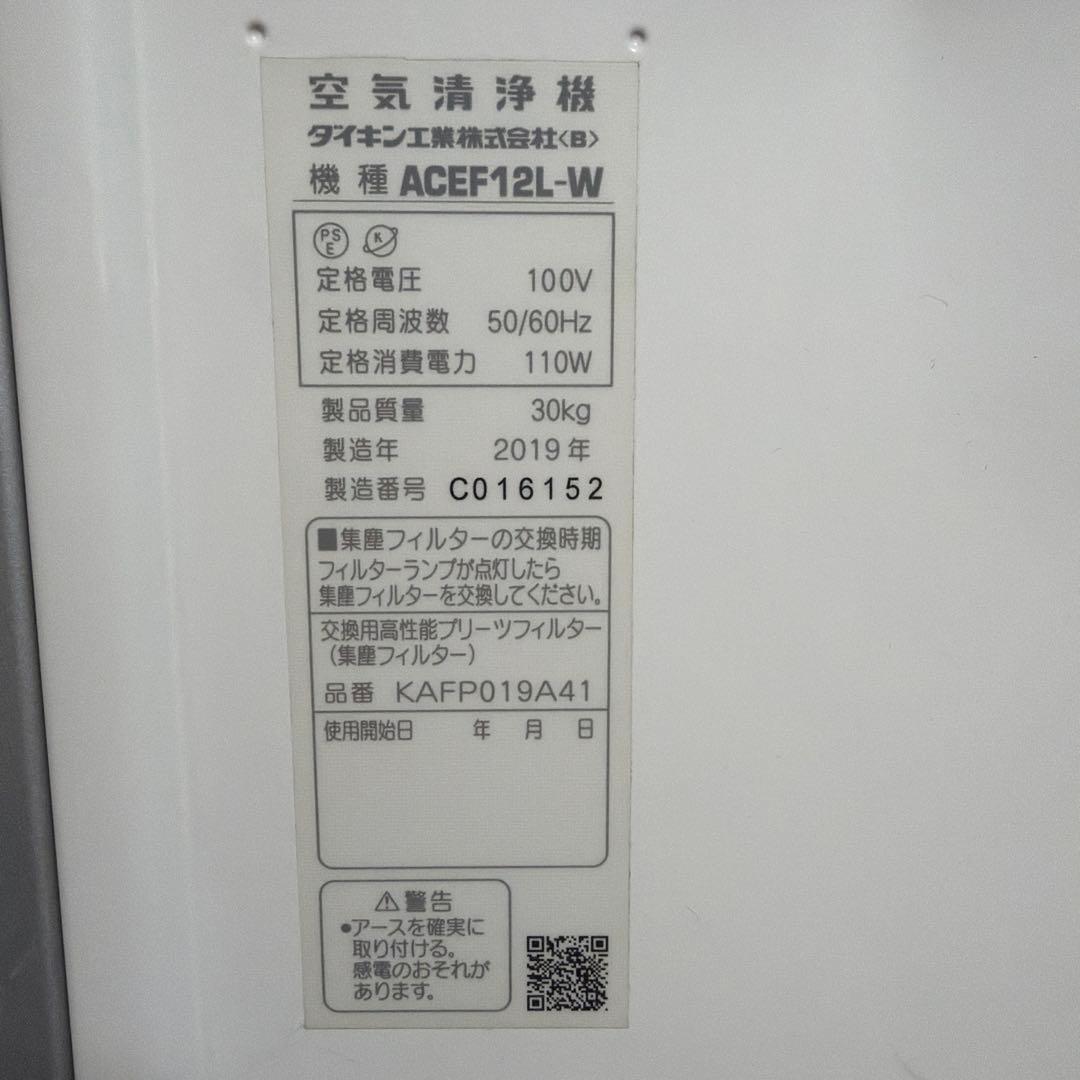 空気清浄機
ダイキン工業株式会社〈B〉
機種 ACEF12L-W
PS E K
定格電圧 100V
定格周波数 50/60Hz
定格消費電力 110W
製品質量 30kg
製造年 2019年
製造番号 C016152
■集塵フィルターの交換時期
フィルターランプが点灯したら
集塵フィルターを交換してください。
交換用高性能プリーツフィルター
（集塵フィルター）
品番 KAFP019A41
使用開始日 年 月 日
⚠警告
●アースを確実に
取り付ける。
感電のおそれが
あります。